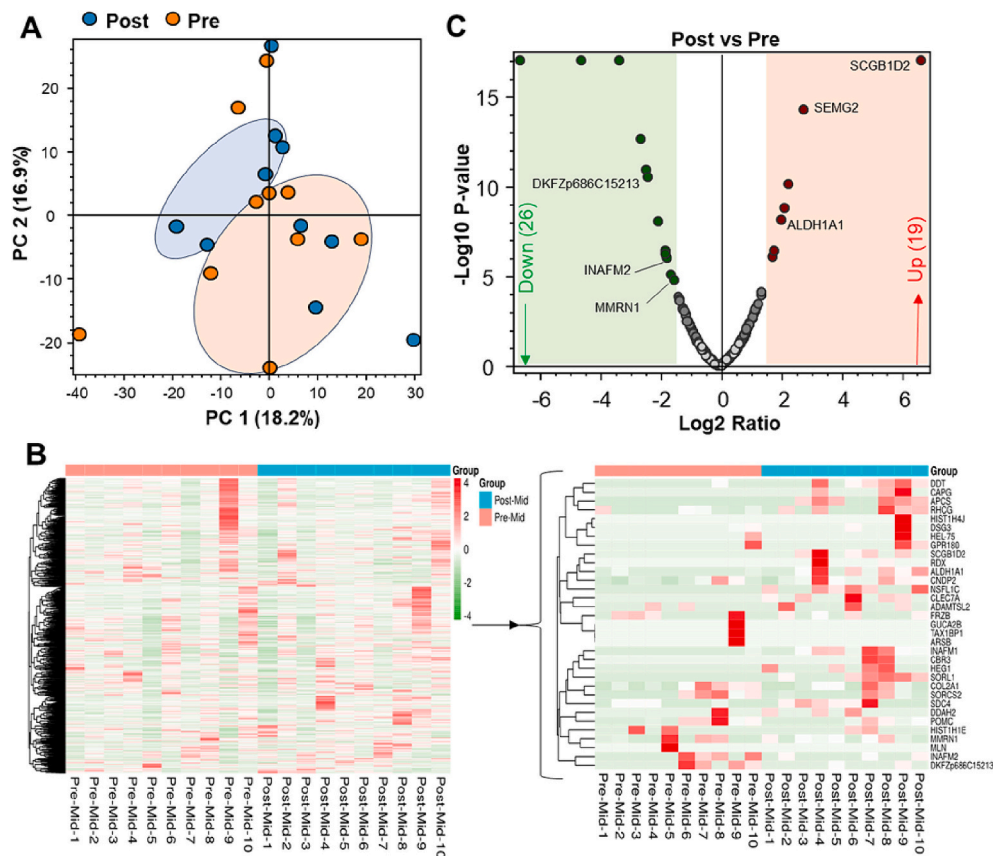 A
Post Pre
PC 2 (16.9%)
20
10
0
-10
-20
-40 -30 -20 -10 0 10 20 30
PC 1 (18.2%)
C
Post vs Pre
-Log10 P-value
15
10
5
0
SCGB1D2
SEMG2
DKFZp686C15213
ALDH1A1
INAFM2
MMRN1
Down (26)
Up (19)
-6 -4 -2 0 2 4 6
Log2 Ratio
B
Group
4
2
0
-2
-4
Group
Post-Mid
Pre-Mid
Pre-Mid-1
Pre-Mid-2
Pre-Mid-3
Pre-Mid-4
Pre-Mid-5
Pre-Mid-6
Pre-Mid-7
Pre-Mid-8
Pre-Mid-9
Pre-Mid-10
Post-Mid-1
Post-Mid-2
Post-Mid-3
Post-Mid-4
Post-Mid-5
Post-Mid-6
Post-Mid-7
Post-Mid-8
Post-Mid-9
Post-Mid-10
Group
DDT
CAPG
APCS
RHCG
HIST1H4J
DSG3
HEL-75
GPR180
SCGB1D2
RDX
ALDH1A1
CNDP2
NSFL1C
CLEC7A
ADAMTSL2
FRZB
GUCA2B
TAX1BP1
ARSB
INAFM1
CBR3
HEG1
SORL1
COL2A1
SORCS2
SDC4
DDAH2
POMC
HIST1H1E
MMRN1
MLN
INAFM2
DKFZp686C15213
Pre-Mid-1
Pre-Mid-2
Pre-Mid-3
Pre-Mid-4
Pre-Mid-5
Pre-Mid-6
Pre-Mid-7
Pre-Mid-8
Pre-Mid-9
Pre-Mid-10
Post-Mid-1
Post-Mid-2
Post-Mid-3
Post-Mid-4
Post-Mid-5
Post-Mid-6
Post-Mid-7
Post-Mid-8
Post-Mid-9
Post-Mid-10